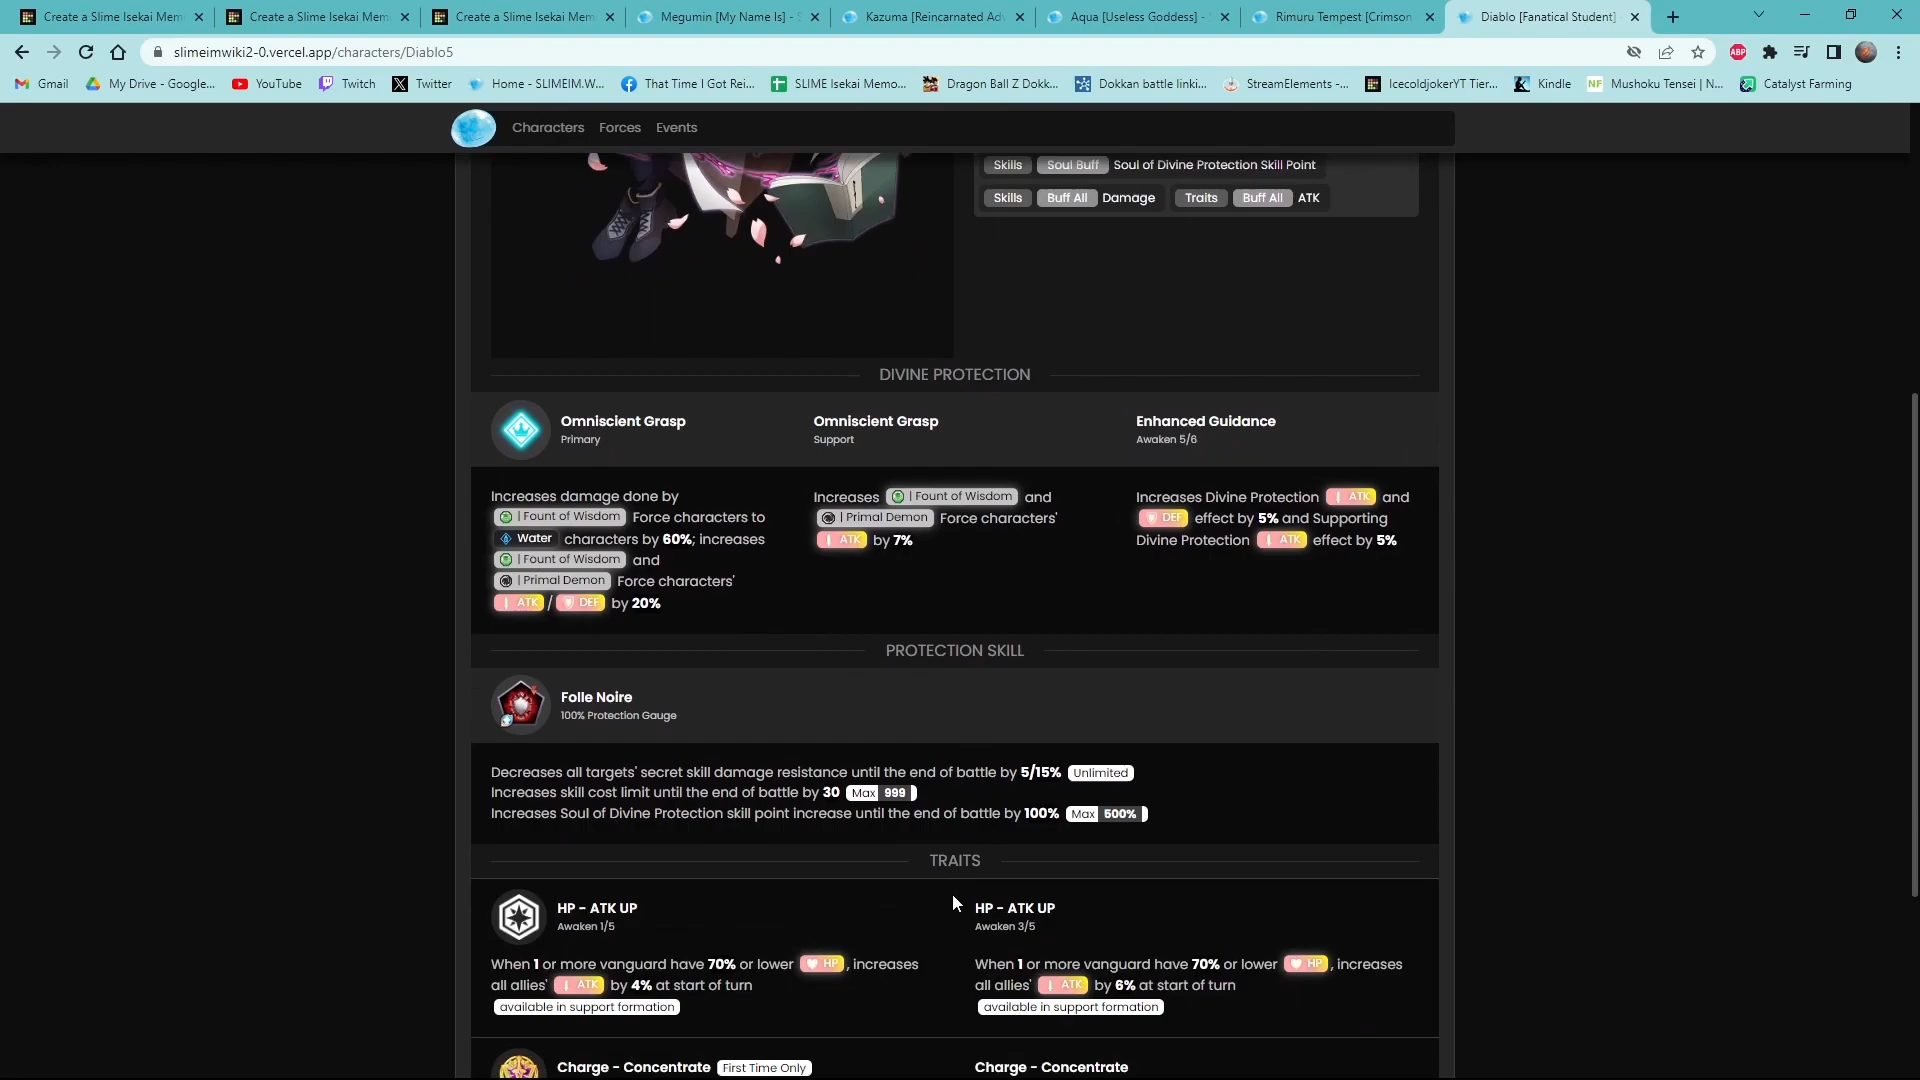 Create a Slime Isekai Mem
Create a Slime Isekai Mem
Create a Slime Isekai Mem
Megumin [My Name Is] - S
Kazuma [Reincarnated Adv
Aqua [Useless Goddess] -
Rimuru Tempest [Crimson
Diablo [Fanatical Student]
slimeimwiki2-0.vercel.app/characters/Diablo5
ABP
Gmail
My Drive - Google...
YouTube
Twitch
Twitter
Home - SLIMEIM.W...
That Time I Got Rei...
SLIME Isekai Memo...
Dragon Ball Z Dokk...
Dokkan battle linki...
StreamElements -...
IcecoldjokerYT Tier...
Kindle
NF Mushoku Tensei | N...
Catalyst Farming
Characters Forces Events
Skills Soul Buff Soul of Divine Protection Skill Point
Skills Buff All Damage Traits Buff All ATK
DIVINE PROTECTION
Omniscient Grasp
Primary
Omniscient Grasp
Support
Enhanced Guidance
Awaken 5/6
Increases damage done by
| Fount of Wisdom Force characters to
Water characters by 60%; increases
| Fount of Wisdom and
| Primal Demon Force characters'
ATK / DEF by 20%
Increases | Fount of Wisdom and
| Primal Demon Force characters'
ATK by 7%
Increases Divine Protection ATK and
DEF effect by 5% and Supporting
Divine Protection ATK effect by 5%
PROTECTION SKILL
Folle Noire
100% Protection Gauge
Decreases all targets' secret skill damage resistance until the end of battle by 5/15% Unlimited
Increases skill cost limit until the end of battle by 30 Max 999
Increases Soul of Divine Protection skill point increase until the end of battle by 100% Max 500%
TRAITS
HP - ATK UP
Awaken 1/5
When 1 or more vanguard have 70% or lower HP, increases
all allies' ATK by 4% at start of turn
available in support formation
HP - ATK UP
Awaken 3/5
When 1 or more vanguard have 70% or lower HP, increases
all allies' ATK by 6% at start of turn
available in support formation
Charge - Concentrate First Time Only
Charge - Concentrate